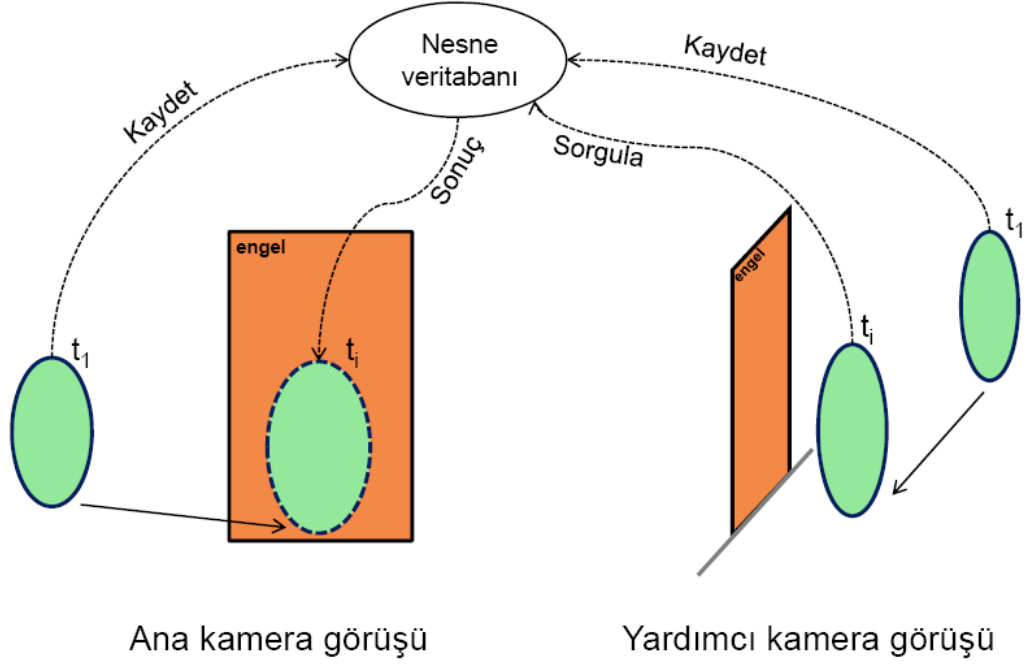 Nesne
veritabanı
Kaydet
Kaydet
Sonuç
Sorgula
engel
engel
t1
ti
ti
t1
Ana kamera görüşü
Yardımcı kamera görüşü